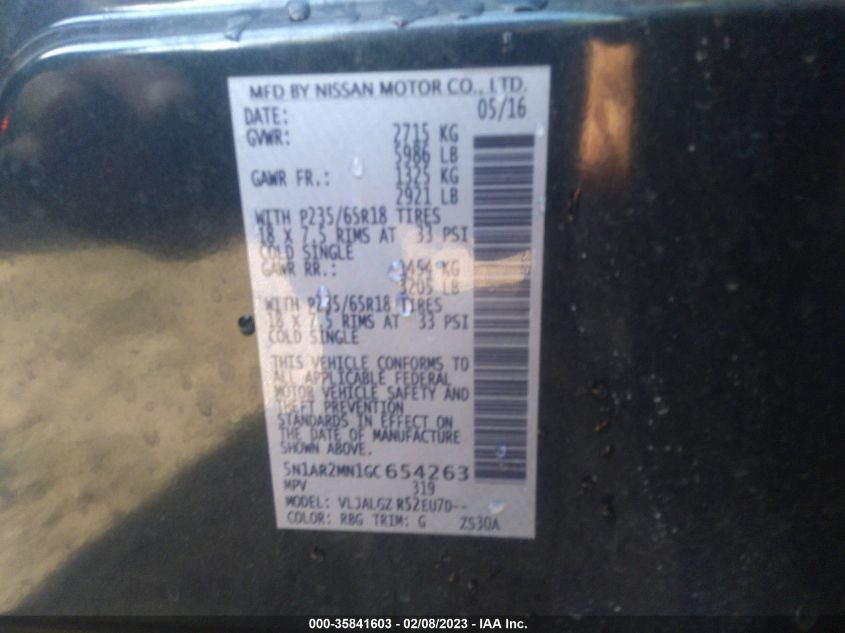 MFD BY NISSAN MOTOR CO., LTD.
DATE: 05/16
GVWR: 2715 KG
5986 LB
GAWR FR.: 1325 KG
2921 LB
WITH P235/65R18 TIRES
18 X 7.5 RIMS AT 33 PSI
COLD SINGLE
GAWR RR.: 1454 KG
3205 LB
WITH P235/65R18 TIRES
18 X 7.5 RIMS AT 33 PSI
COLD SINGLE
THIS VEHICLE CONFORMS TO
ALL APPLICABLE FEDERAL
MOTOR VEHICLE SAFETY AND
THEFT PREVENTION
STANDARDS IN EFFECT ON
THE DATE OF MANUFACTURE
SHOWN ABOVE.
5N1AR2MN1GC654263
MPV 319
MODEL: VLJALGZ R52EU7D--
COLOR: RBG TRIM: G Z530A
000-35841603 - 02/08/2023 - IAA Inc.